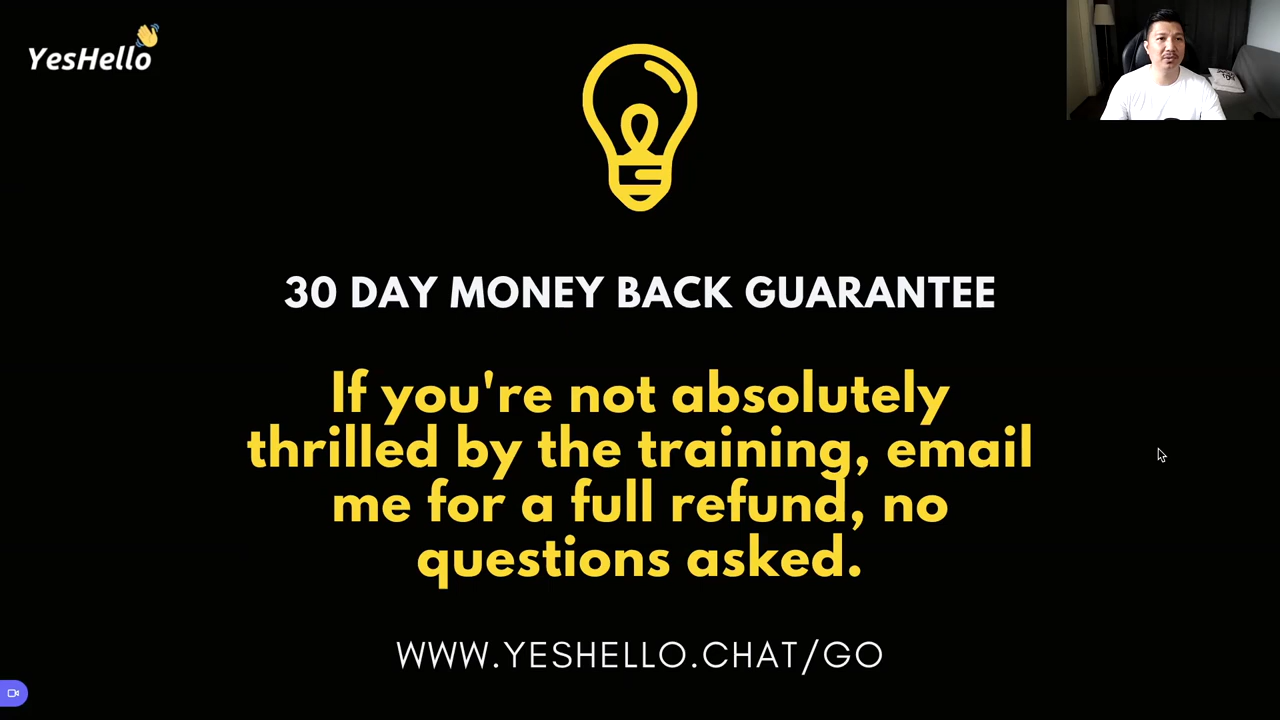 YesHello
30 DAY MONEY BACK GUARANTEE
If you're not absolutely
thrilled by the training, email
me for a full refund, no
questions asked.
WWW.YESHELLO.CHAT/GO